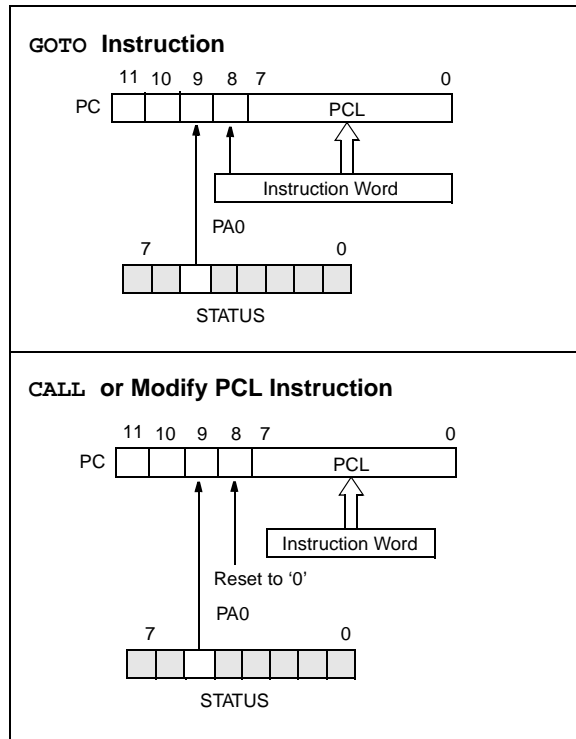 GOTO Instruction
11 10 9 8 7 0
PC PCL
Instruction Word
PA0
7 0
STATUS
CALL or Modify PCL Instruction
11 10 9 8 7 0
PC PCL
Instruction Word
Reset to ‘0’
PA0
7 0
STATUS